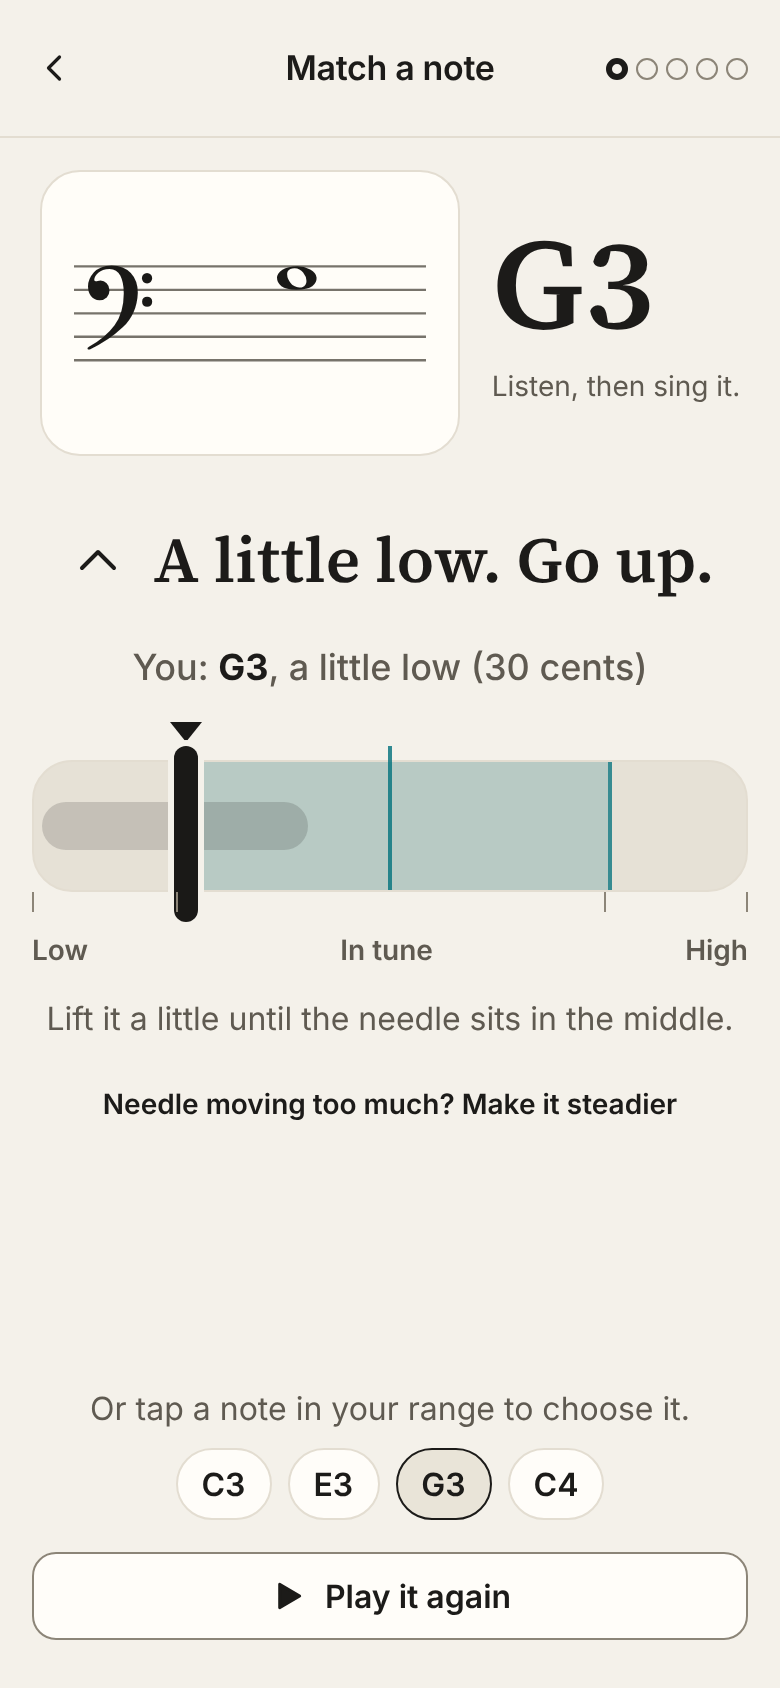 Match a note
G3
Listen, then sing it.
A little low. Go up.
You: G3, a little low (30 cents)
Low In tune High
Lift it a little until the needle sits in the middle.
Needle moving too much? Make it steadier
Or tap a note in your range to choose it.
C3 E3 G3 C4
Play it again